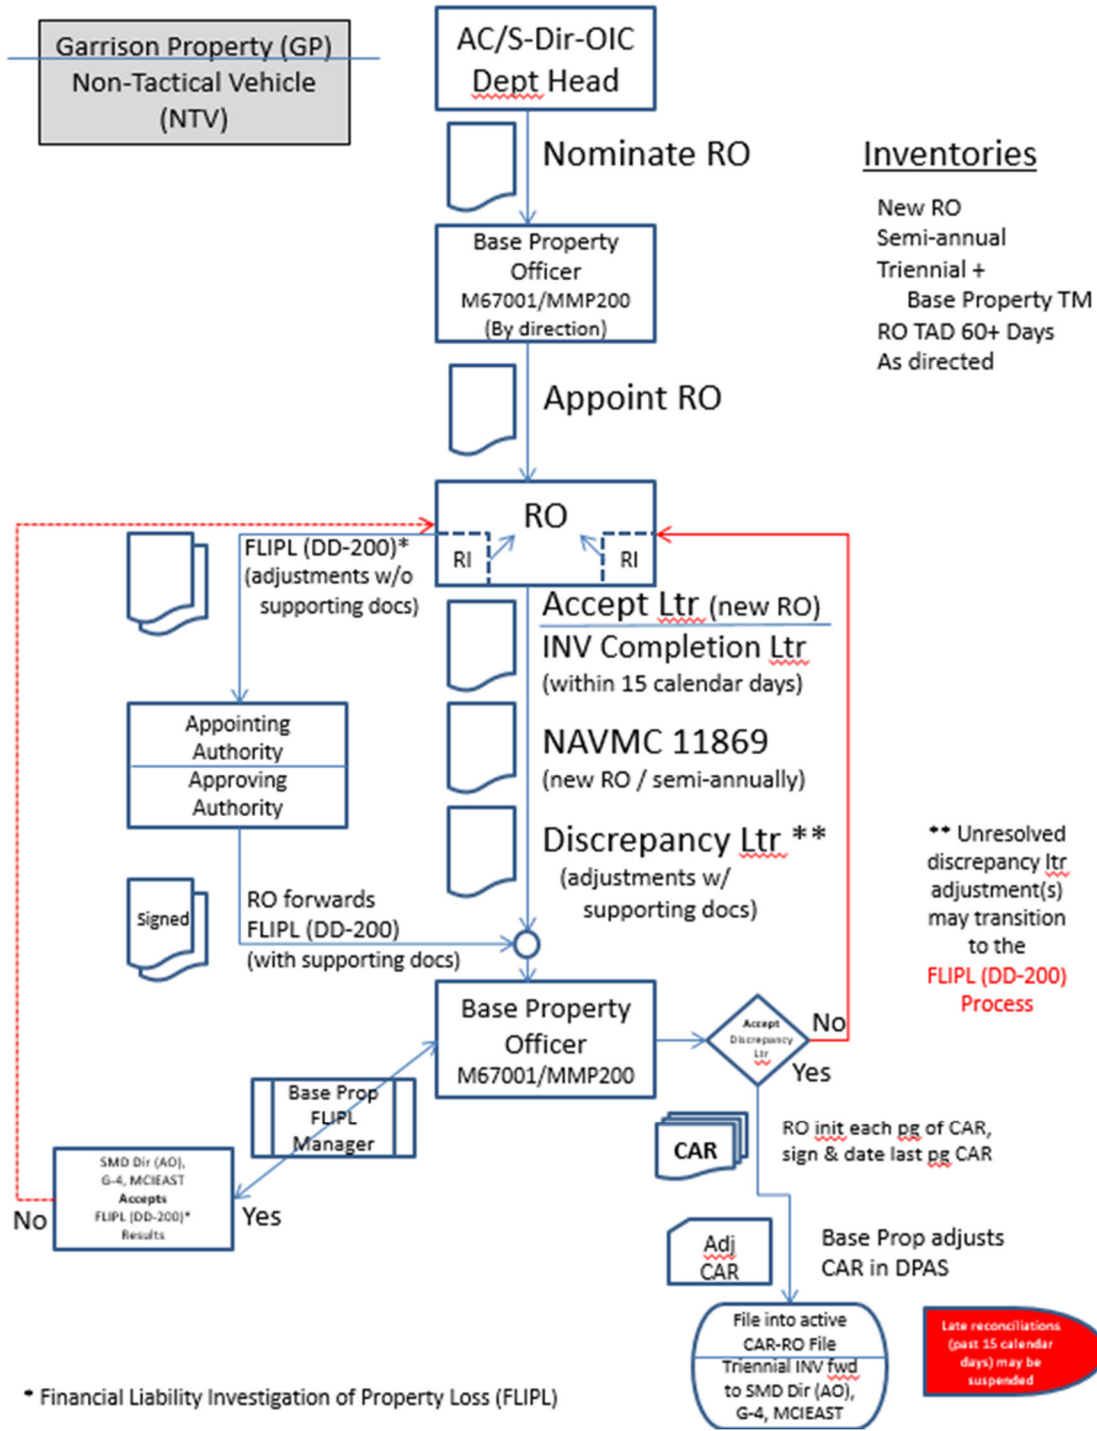 Garrison Property (GP)
Non-Tactical Vehicle
(NTV)
AC/S-Dir-OIC
Dept Head
Nominate RO
Inventories
New RO
Semi-annual
Triennial +
Base Property TM
RO TAD 60+ Days
As directed
Base Property
Officer
M67001/MMP200
(By direction)
Appoint RO
RO
RI
RI
FLIPL (DD-200)*
(adjustments w/o
supporting docs)
Accept Ltr (new RO)
INV Completion Ltr
(within 15 calendar days)
Appointing
Authority
Approving
Authority
NAVMC 11869
(new RO / semi-annually)
Discrepancy Ltr **
(adjustments w/
supporting docs)
** Unresolved
discrepancy ltr
adjustment(s)
may transition
to the
FLIPL (DD-200)
Process
Signed
RO forwards
FLIPL (DD-200)
(with supporting docs)
Base Property
Officer
M67001/MMP200
Accept
Discrepancy
Ltr
No
Yes
Base Prop
FLIPL
Manager
CAR
RO init each pg of CAR,
sign & date last pg CAR
SMD Dir (AO),
G-4, MCIEAST
Accepts
FLIPL (DD-200)*
Results
No
Yes
Adj
CAR
Base Prop adjusts
CAR in DPAS
File into active
CAR-RO File
Triennial INV fwd
to SMD Dir (AO),
G-4, MCIEAST
Late reconciliations
(past 15 calendar
days) may be
suspended
* Financial Liability Investigation of Property Loss (FLIPL)